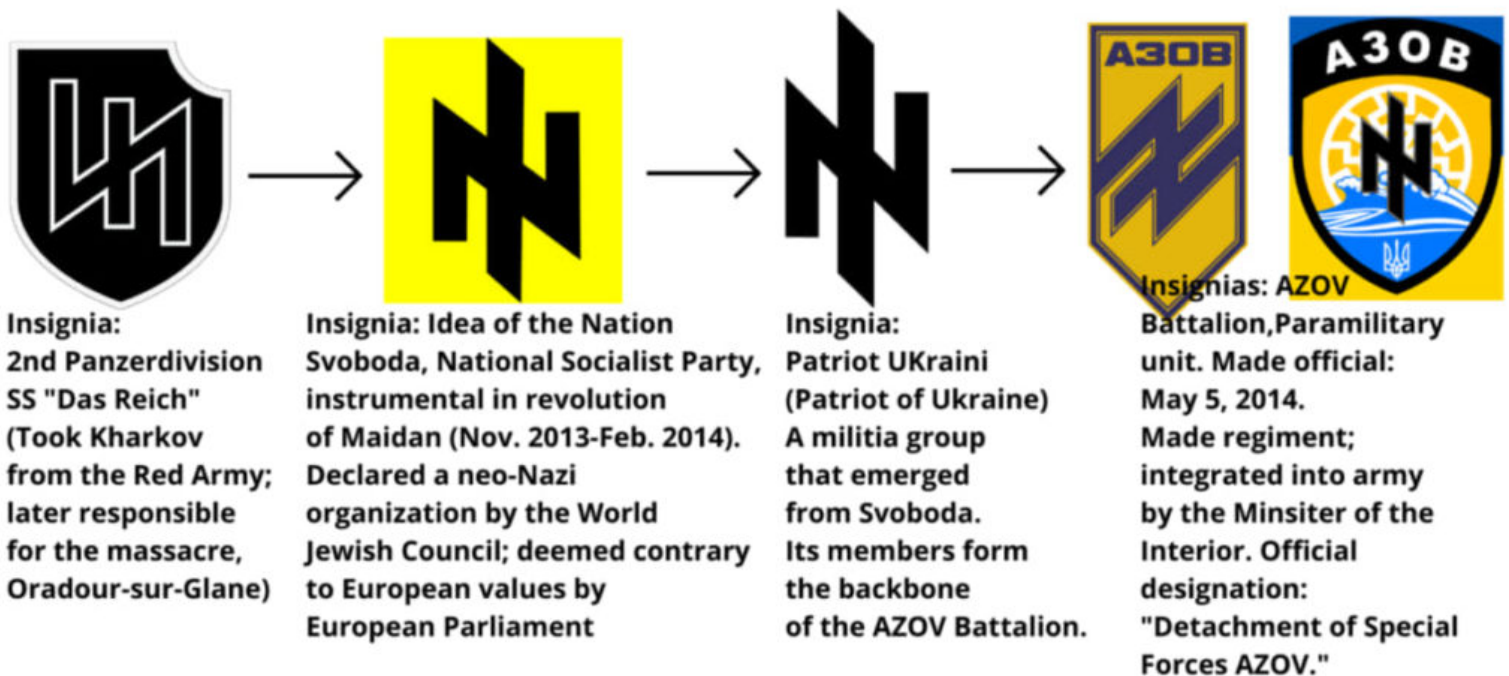 АЗОВ
АЗОВ
Insignia:
2nd Panzerdivision
SS "Das Reich"
(Took Kharkov
from the Red Army;
later responsible
for the massacre,
Oradour-sur-Glane)
Insignia: Idea of the Nation
Svoboda, National Socialist Party,
instrumental in revolution
of Maidan (Nov. 2013-Feb. 2014).
Declared a neo-Nazi
organization by the World
Jewish Council; deemed contrary
to European values by
European Parliament
Insignia:
Patriot UKraini
(Patriot of Ukraine)
A militia group
that emerged
from Svoboda.
Its members form
the backbone
of the AZOV Battalion.
Insignias: AZOV
Battalion,Paramilitary
unit. Made official:
May 5, 2014.
Made regiment;
integrated into army
by the Minsiter of the
Interior. Official
designation:
"Detachment of Special
Forces AZOV."